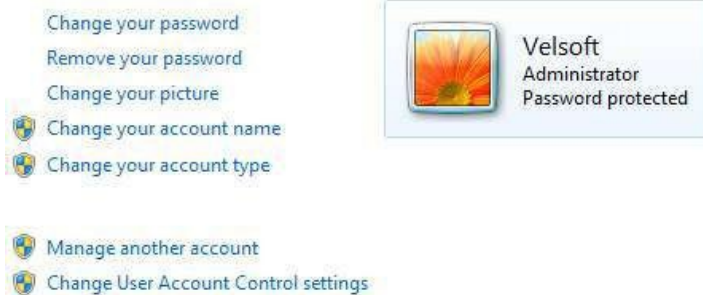 Change your password
Remove your password
Change your picture
Change your account name
Change your account type
Manage another account
Change User Account Control settings
Velsoft
Administrator
Password protected